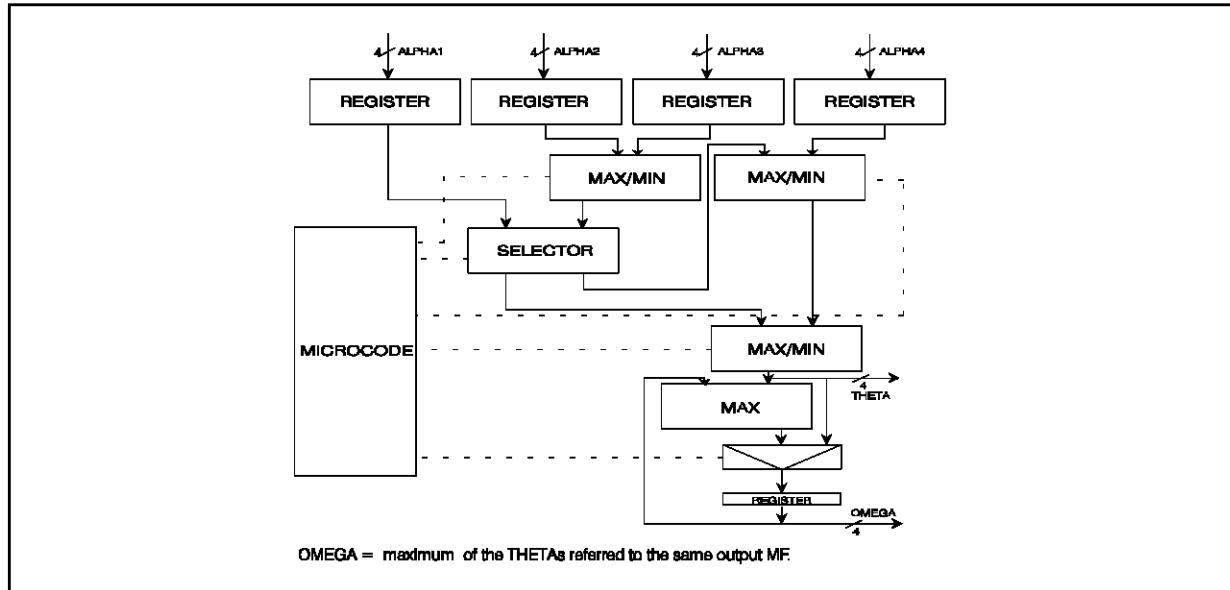 4 ALPHA1 4 ALPHA2 4 ALPHA3 4 ALPHA4
REGISTER REGISTER REGISTER REGISTER
MAX/MIN MAX/MIN
SELECTOR
MICROCODE MAX/MIN
4
THETA
MAX
REGISTER
OMEGA
4
OMEGA = maximum of the THETAs referred to the same output MF.